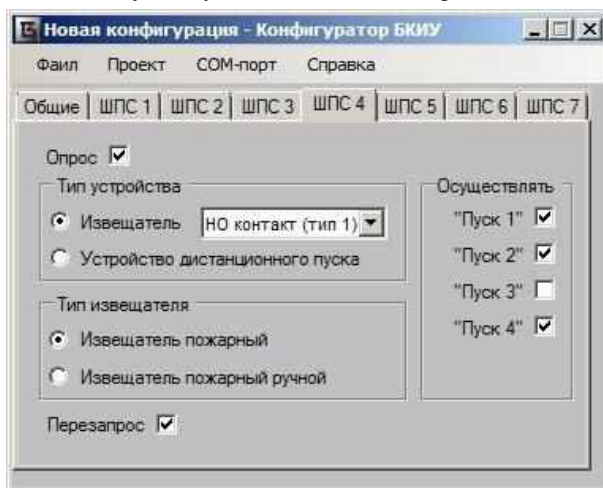 Новая конфигурация - Конфигуратор БКИУ
Фаил Проект COM-порт Справка
Общие ШПС 1 ШПС 2 ШПС 3 ШПС 4 ШПС 5 ШПС 6 ШПС 7
Опрос
Тип устройства
Извещатель НО контакт (тип 1)
Устройство дистанционного пуска
Тип извещателя
Извещатель пожарный
Извещатель пожарный ручной
Перезапрос
Осуществлять
"Пуск 1"
"Пуск 2"
"Пуск 3"
"Пуск 4"